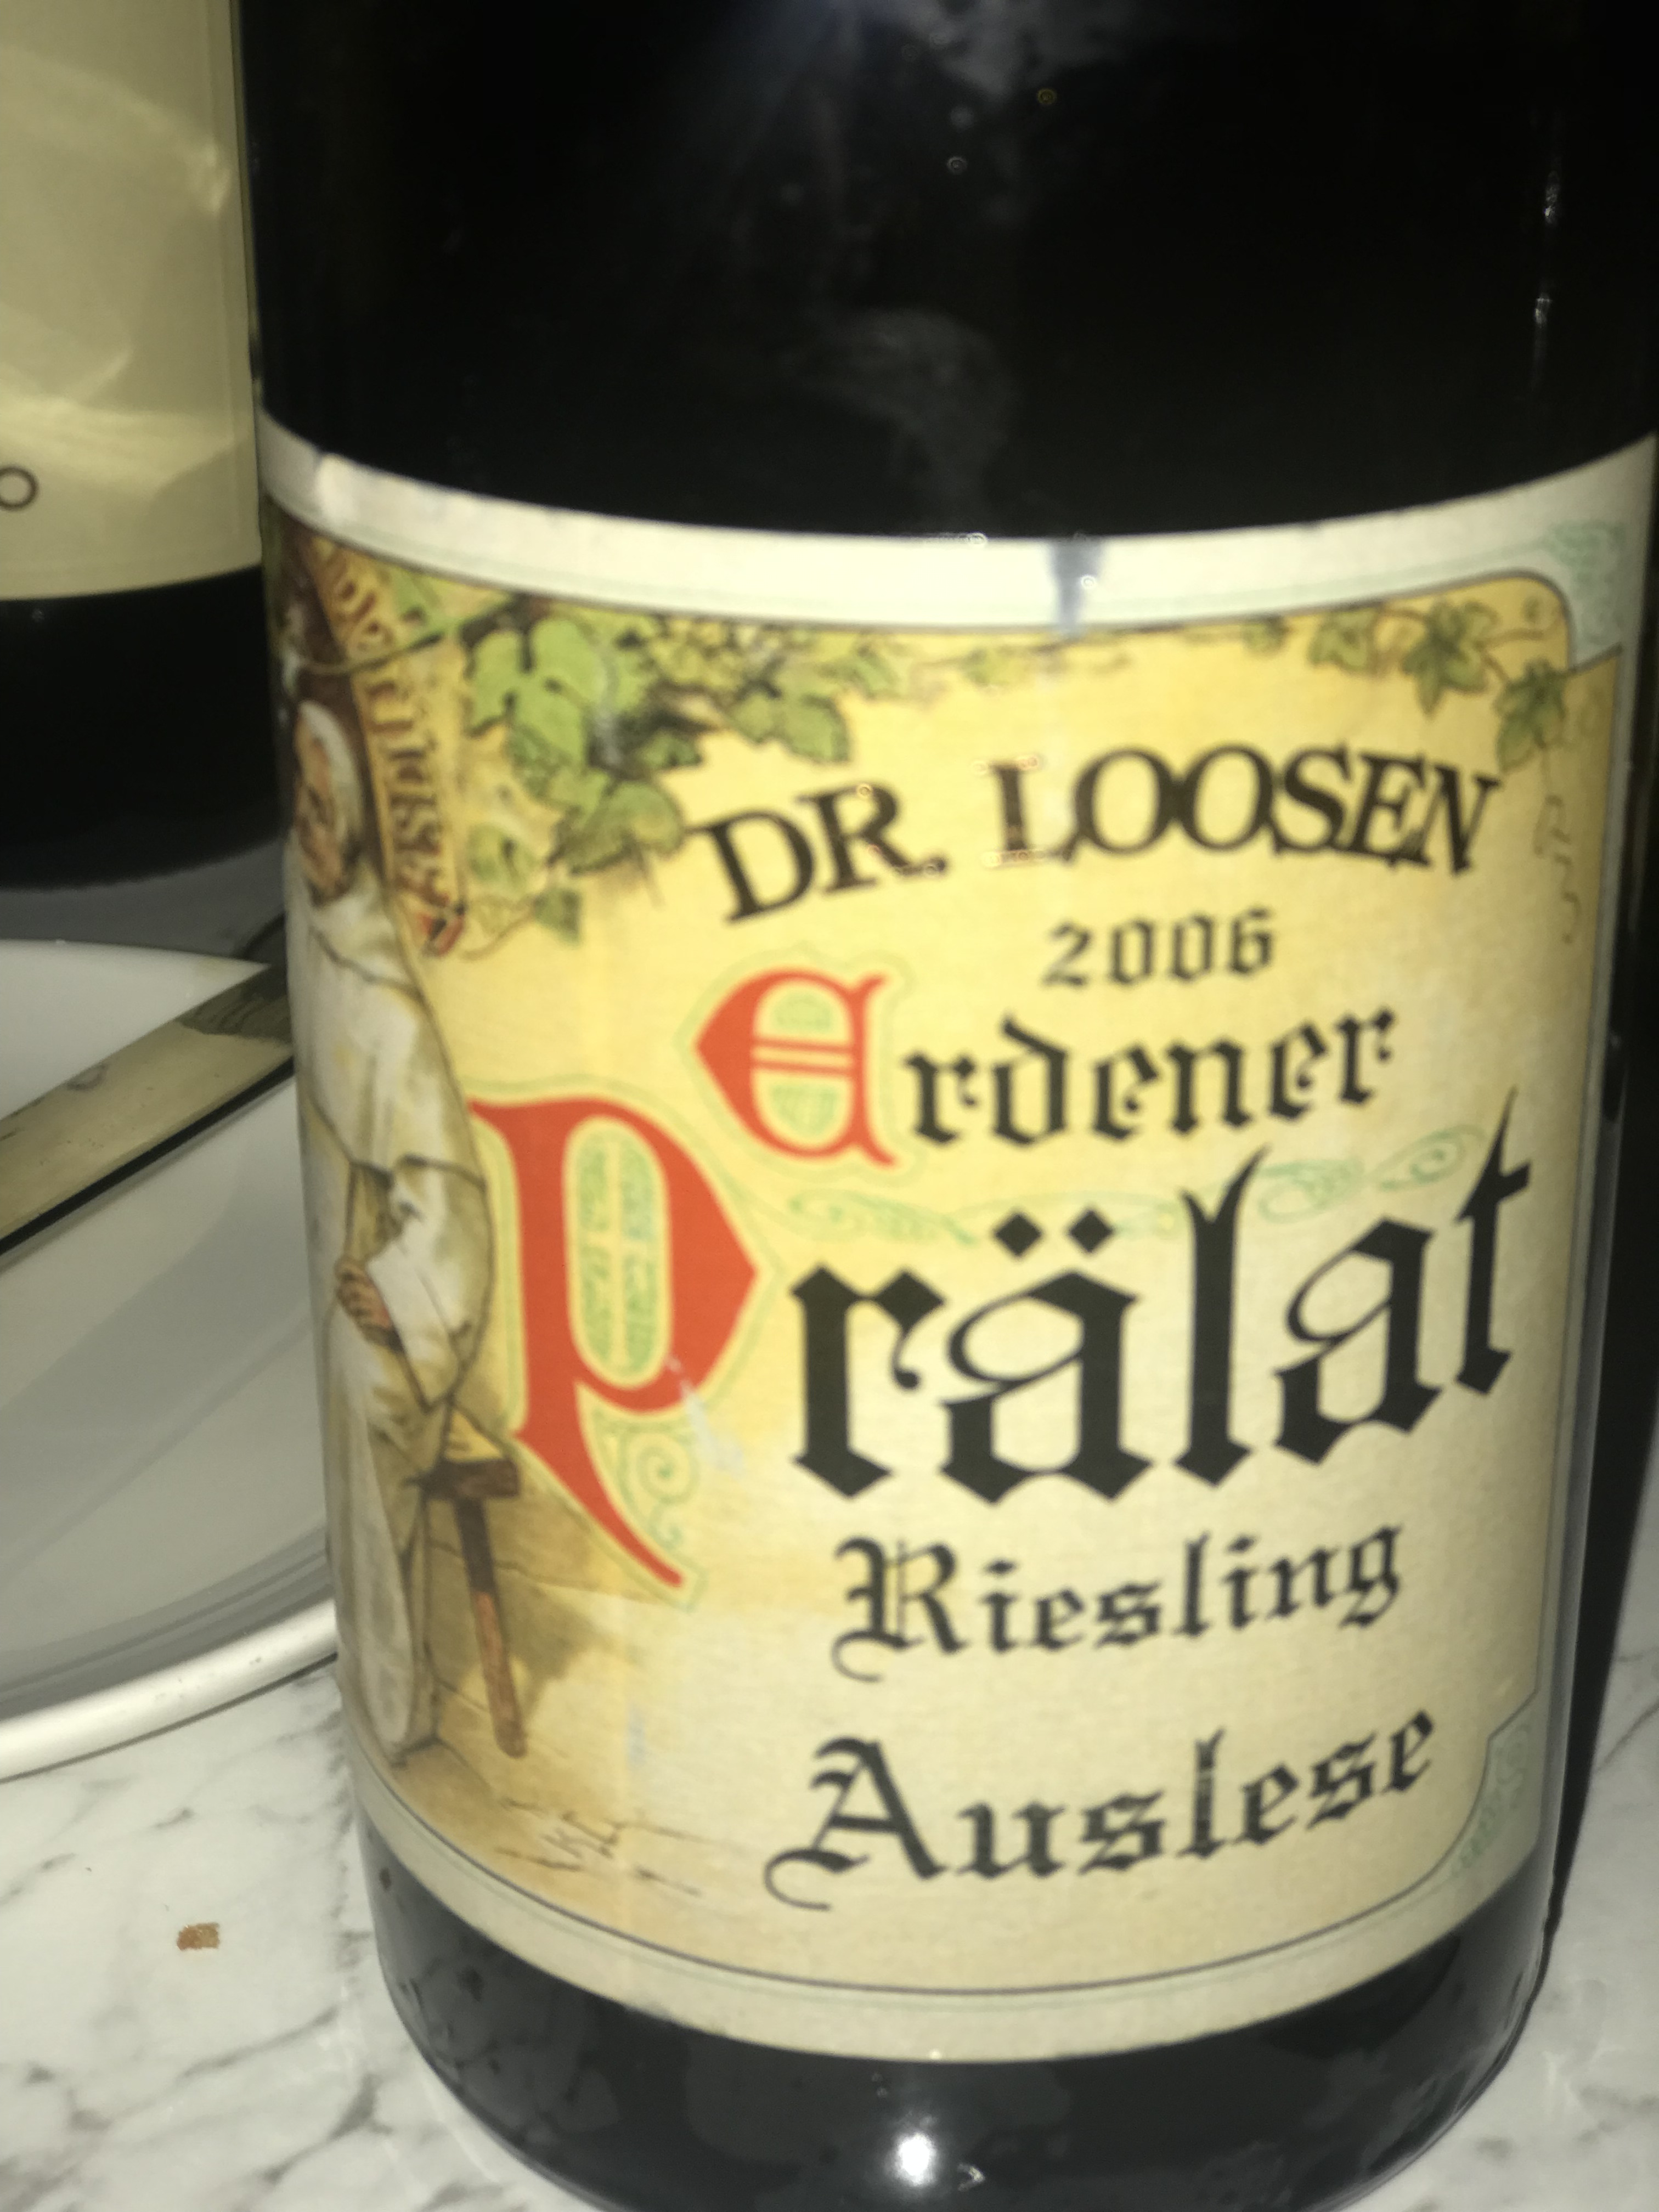 DR. LOOSEN
2006
Erdener
Prälat
Riesling
Auslese